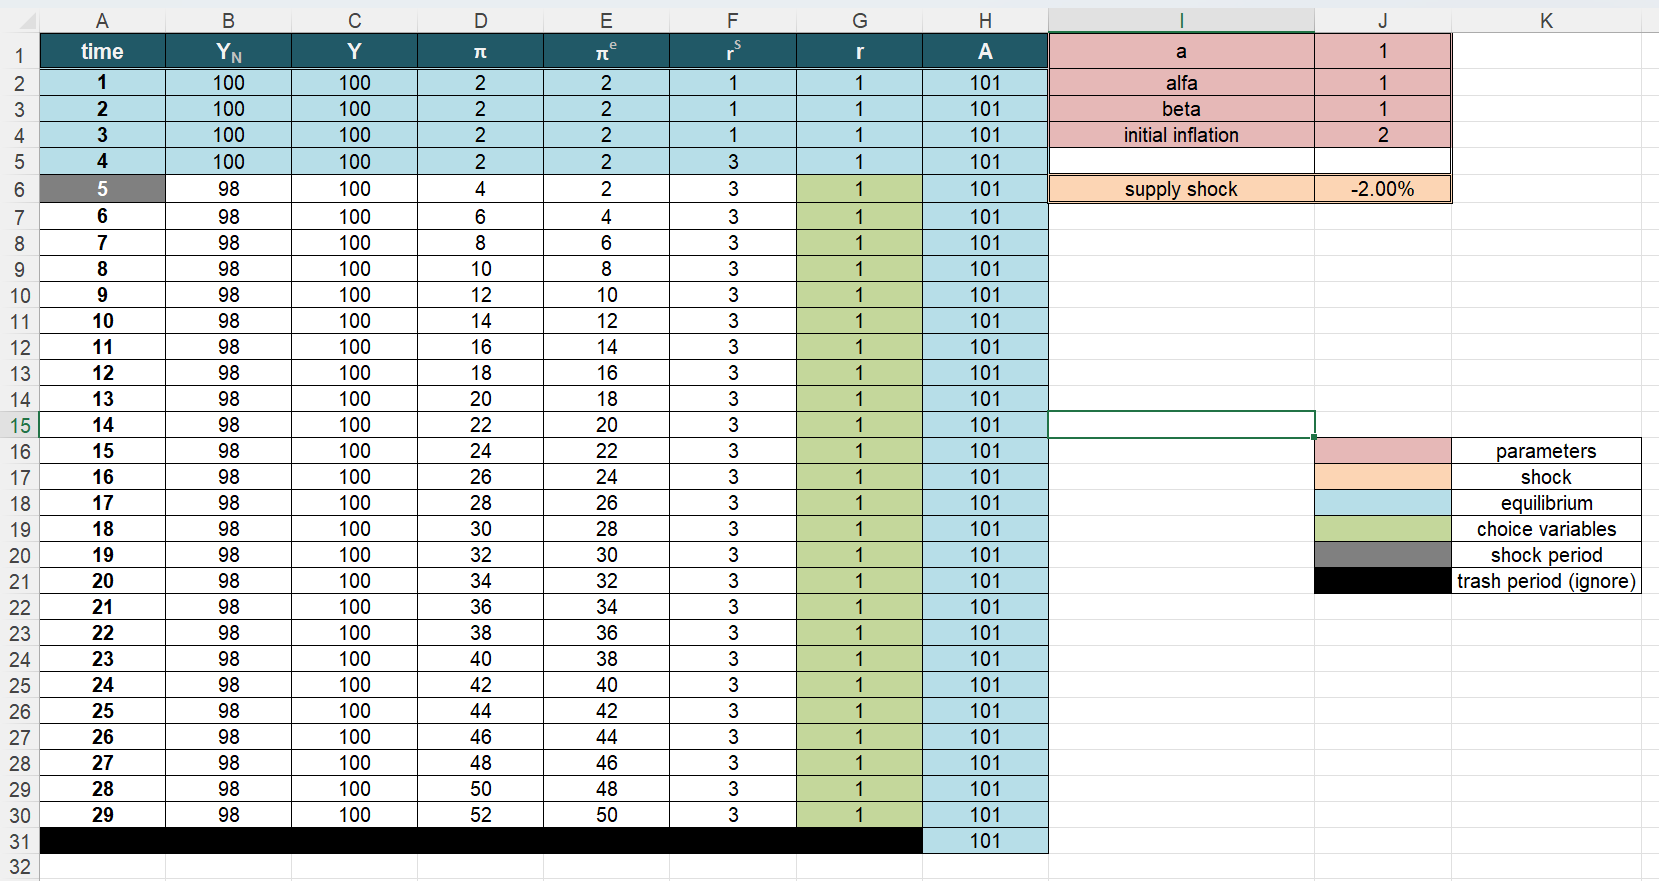 A B C D E F G H I J K
1 time Y_N Y π π^e r^s r A a 1
2 1 100 100 2 2 1 1 101 alfa 1
3 2 100 100 2 2 1 1 101 beta 1
4 3 100 100 2 2 1 1 101 initial inflation 2
5 4 100 100 2 2 3 1 101
6 5 98 100 4 2 3 1 101 supply shock -2.00%
7 6 98 100 6 4 3 1 101
8 7 98 100 8 6 3 1 101
9 8 98 100 10 8 3 1 101
10 9 98 100 12 10 3 1 101
11 10 98 100 14 12 3 1 101
12 11 98 100 16 14 3 1 101
13 12 98 100 18 16 3 1 101
14 13 98 100 20 18 3 1 101
15 14 98 100 22 20 3 1 101
16 15 98 100 24 22 3 1 101 parameters
17 16 98 100 26 24 3 1 101 shock
18 17 98 100 28 26 3 1 101 equilibrium
19 18 98 100 30 28 3 1 101 choice variables
20 19 98 100 32 30 3 1 101 shock period
21 20 98 100 34 32 3 1 101 trash period (ignore)
22 21 98 100 36 34 3 1 101
23 22 98 100 38 36 3 1 101
24 23 98 100 40 38 3 1 101
25 24 98 100 42 40 3 1 101
26 25 98 100 44 42 3 1 101
27 26 98 100 46 44 3 1 101
28 27 98 100 48 46 3 1 101
29 28 98 100 50 48 3 1 101
30 29 98 100 52 50 3 1 101
31 101
32